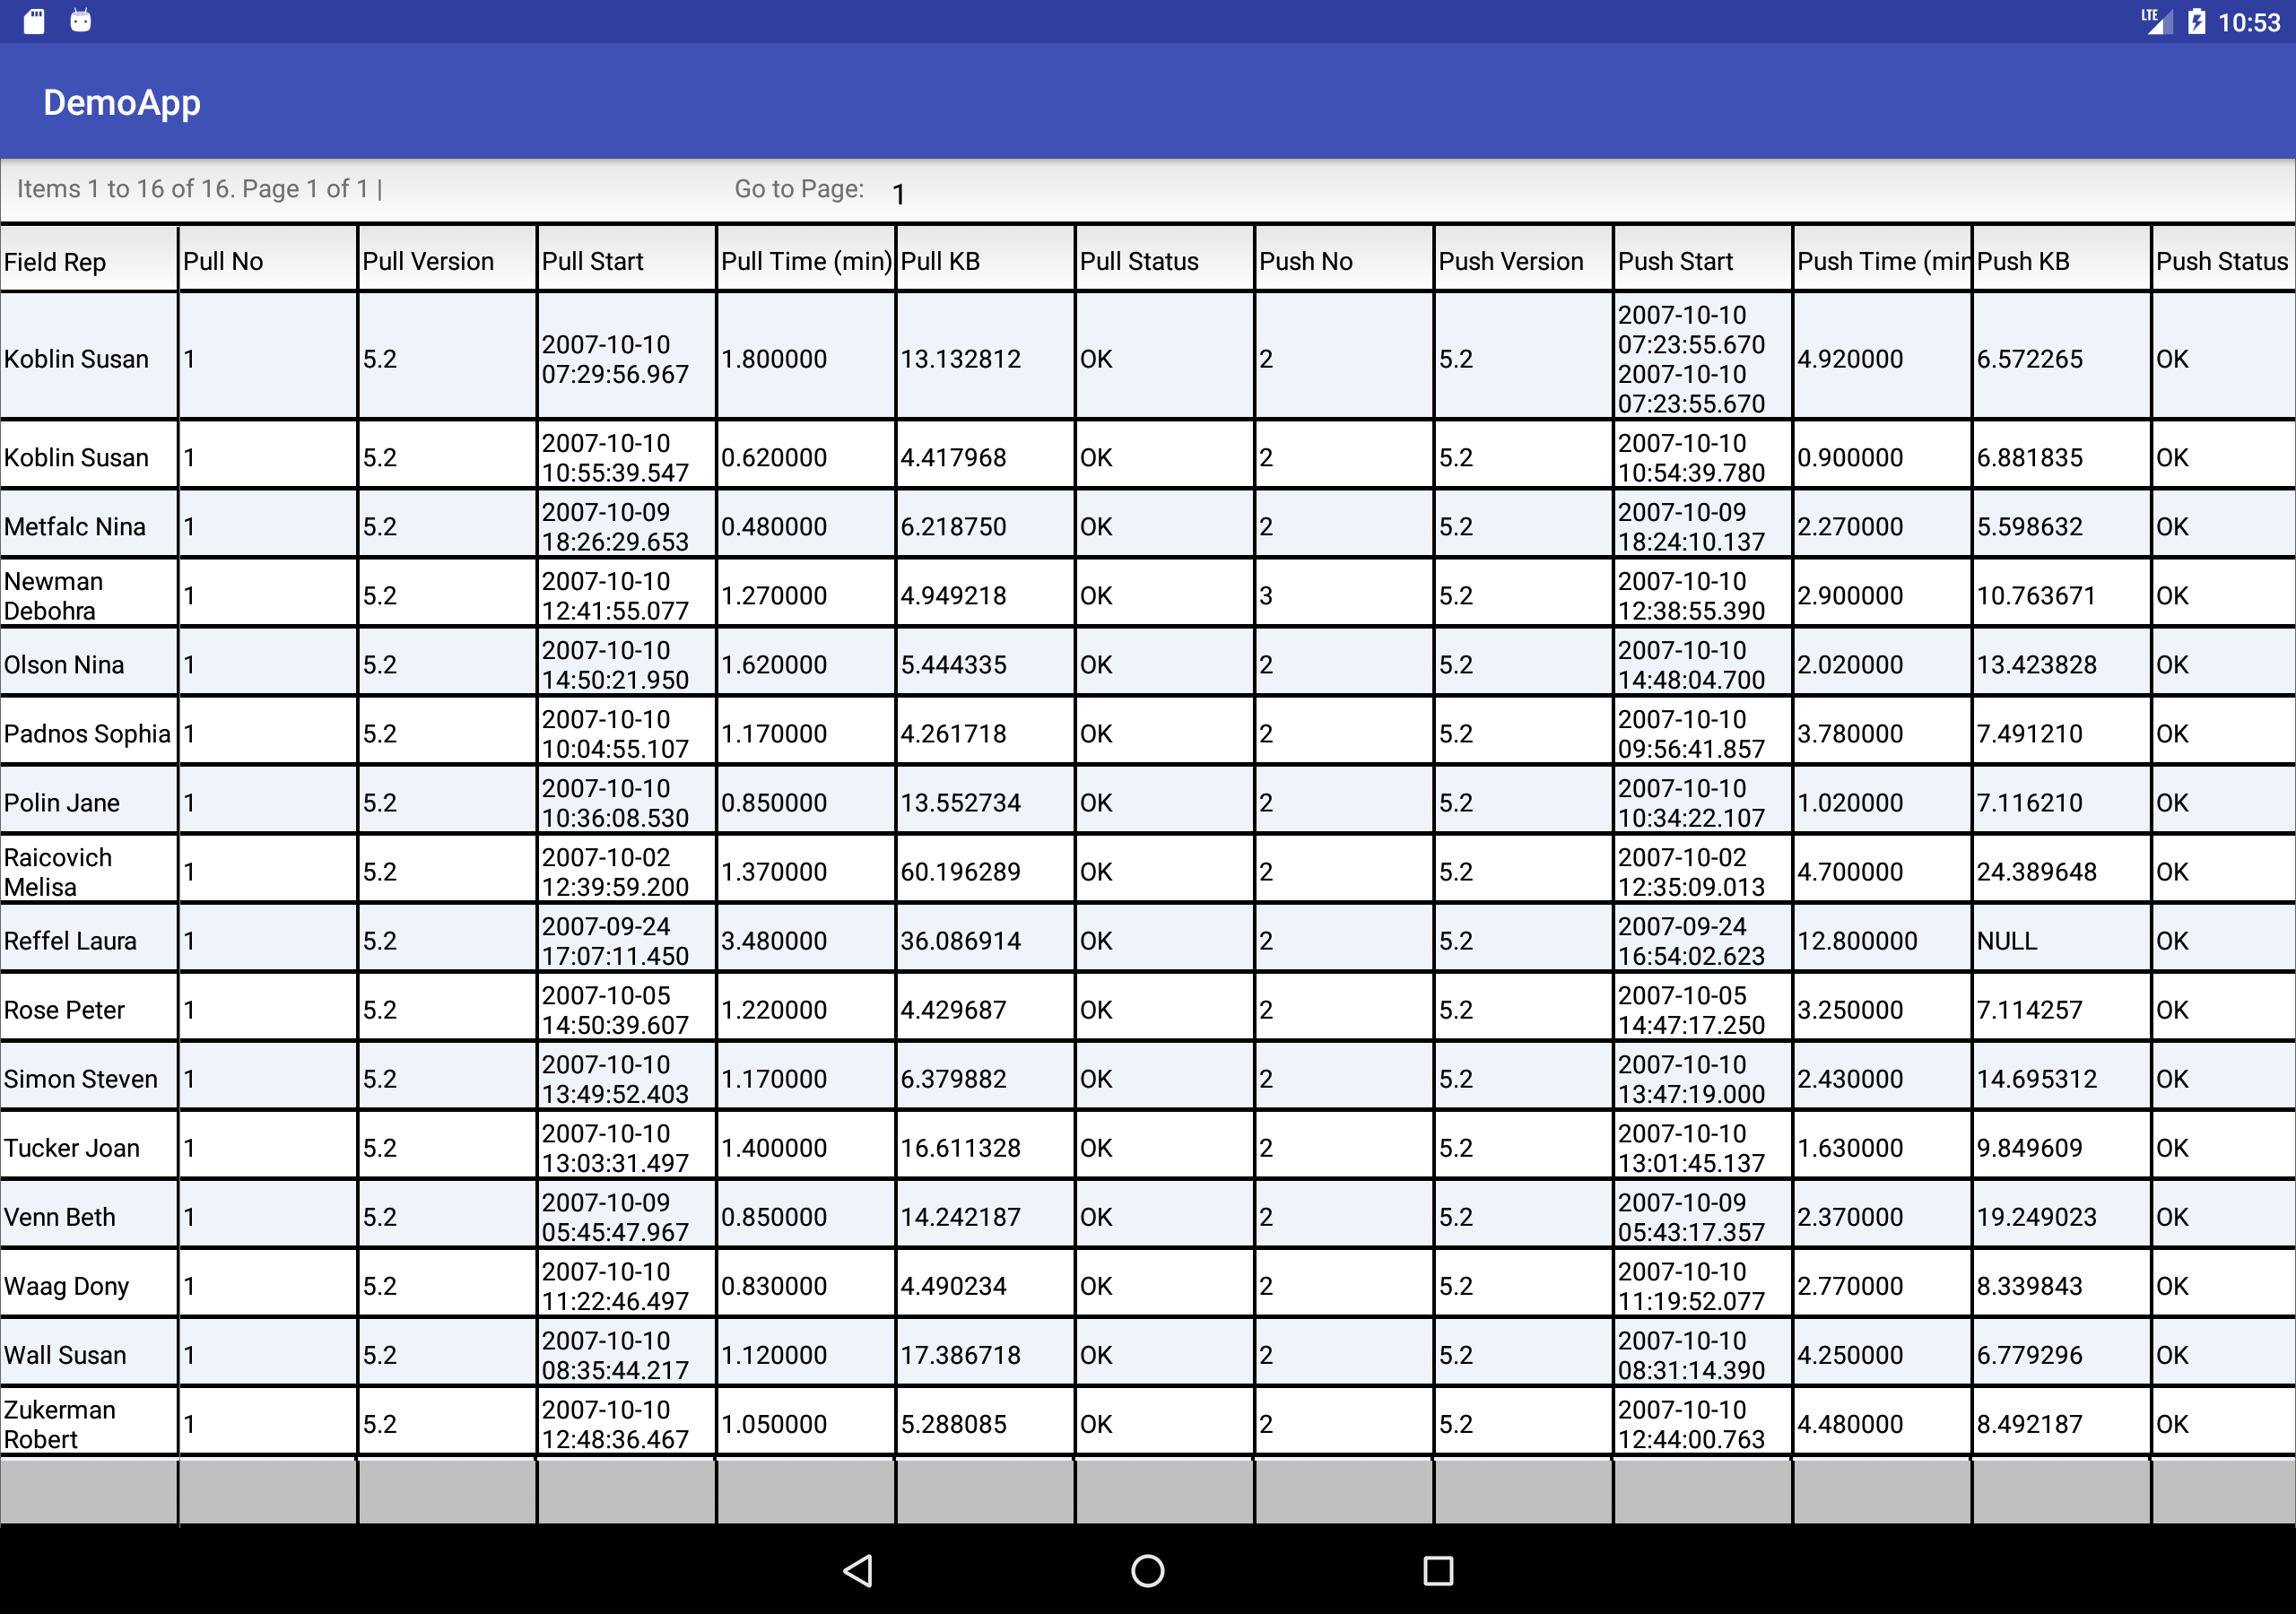 LTE 10:53
DemoApp
Items 1 to 16 of 16. Page 1 of 1 | Go to Page: 1
Field Rep Pull No Pull Version Pull Start Pull Time (min) Pull KB Pull Status Push No Push Version Push Start Push Time (min Push KB Push Status
Koblin Susan 1 5.2 2007-10-10 07:29:56.967 1.800000 13.132812 OK 2 5.2 2007-10-10 07:23:55.670 2007-10-10 07:23:55.670 4.920000 6.572265 OK
Koblin Susan 1 5.2 2007-10-10 10:55:39.547 0.620000 4.417968 OK 2 5.2 2007-10-10 10:54:39.780 0.900000 6.881835 OK
Metfalc Nina 1 5.2 2007-10-09 18:26:29.653 0.480000 6.218750 OK 2 5.2 2007-10-09 18:24:10.137 2.270000 5.598632 OK
Newman Debohra 1 5.2 2007-10-10 12:41:55.077 1.270000 4.949218 OK 3 5.2 2007-10-10 12:38:55.390 2.900000 10.763671 OK
Olson Nina 1 5.2 2007-10-10 14:50:21.950 1.620000 5.444335 OK 2 5.2 2007-10-10 14:48:04.700 2.020000 13.423828 OK
Padnos Sophia 1 5.2 2007-10-10 10:04:55.107 1.170000 4.261718 OK 2 5.2 2007-10-10 09:56:41.857 3.780000 7.491210 OK
Polin Jane 1 5.2 2007-10-10 10:36:08.530 0.850000 13.552734 OK 2 5.2 2007-10-10 10:34:22.107 1.020000 7.116210 OK
Raicovich Melisa 1 5.2 2007-10-02 12:39:59.200 1.370000 60.196289 OK 2 5.2 2007-10-02 12:35:09.013 4.700000 24.389648 OK
Reffel Laura 1 5.2 2007-09-24 17:07:11.450 3.480000 36.086914 OK 2 5.2 2007-09-24 16:54:02.623 12.800000 NULL OK
Rose Peter 1 5.2 2007-10-05 14:50:39.607 1.220000 4.429687 OK 2 5.2 2007-10-05 14:47:17.250 3.250000 7.114257 OK
Simon Steven 1 5.2 2007-10-10 13:49:52.403 1.170000 6.379882 OK 2 5.2 2007-10-10 13:47:19.000 2.430000 14.695312 OK
Tucker Joan 1 5.2 2007-10-10 13:03:31.497 1.400000 16.611328 OK 2 5.2 2007-10-10 13:01:45.137 1.630000 9.849609 OK
Venn Beth 1 5.2 2007-10-09 05:45:47.967 0.850000 14.242187 OK 2 5.2 2007-10-09 05:43:17.357 2.370000 19.249023 OK
Waag Dony 1 5.2 2007-10-10 11:22:46.497 0.830000 4.490234 OK 2 5.2 2007-10-10 11:19:52.077 2.770000 8.339843 OK
Wall Susan 1 5.2 2007-10-10 08:35:44.217 1.120000 17.386718 OK 2 5.2 2007-10-10 08:31:14.390 4.250000 6.779296 OK
Zukerman Robert 1 5.2 2007-10-10 12:48:36.467 1.050000 5.288085 OK 2 5.2 2007-10-10 12:44:00.763 4.480000 8.492187 OK